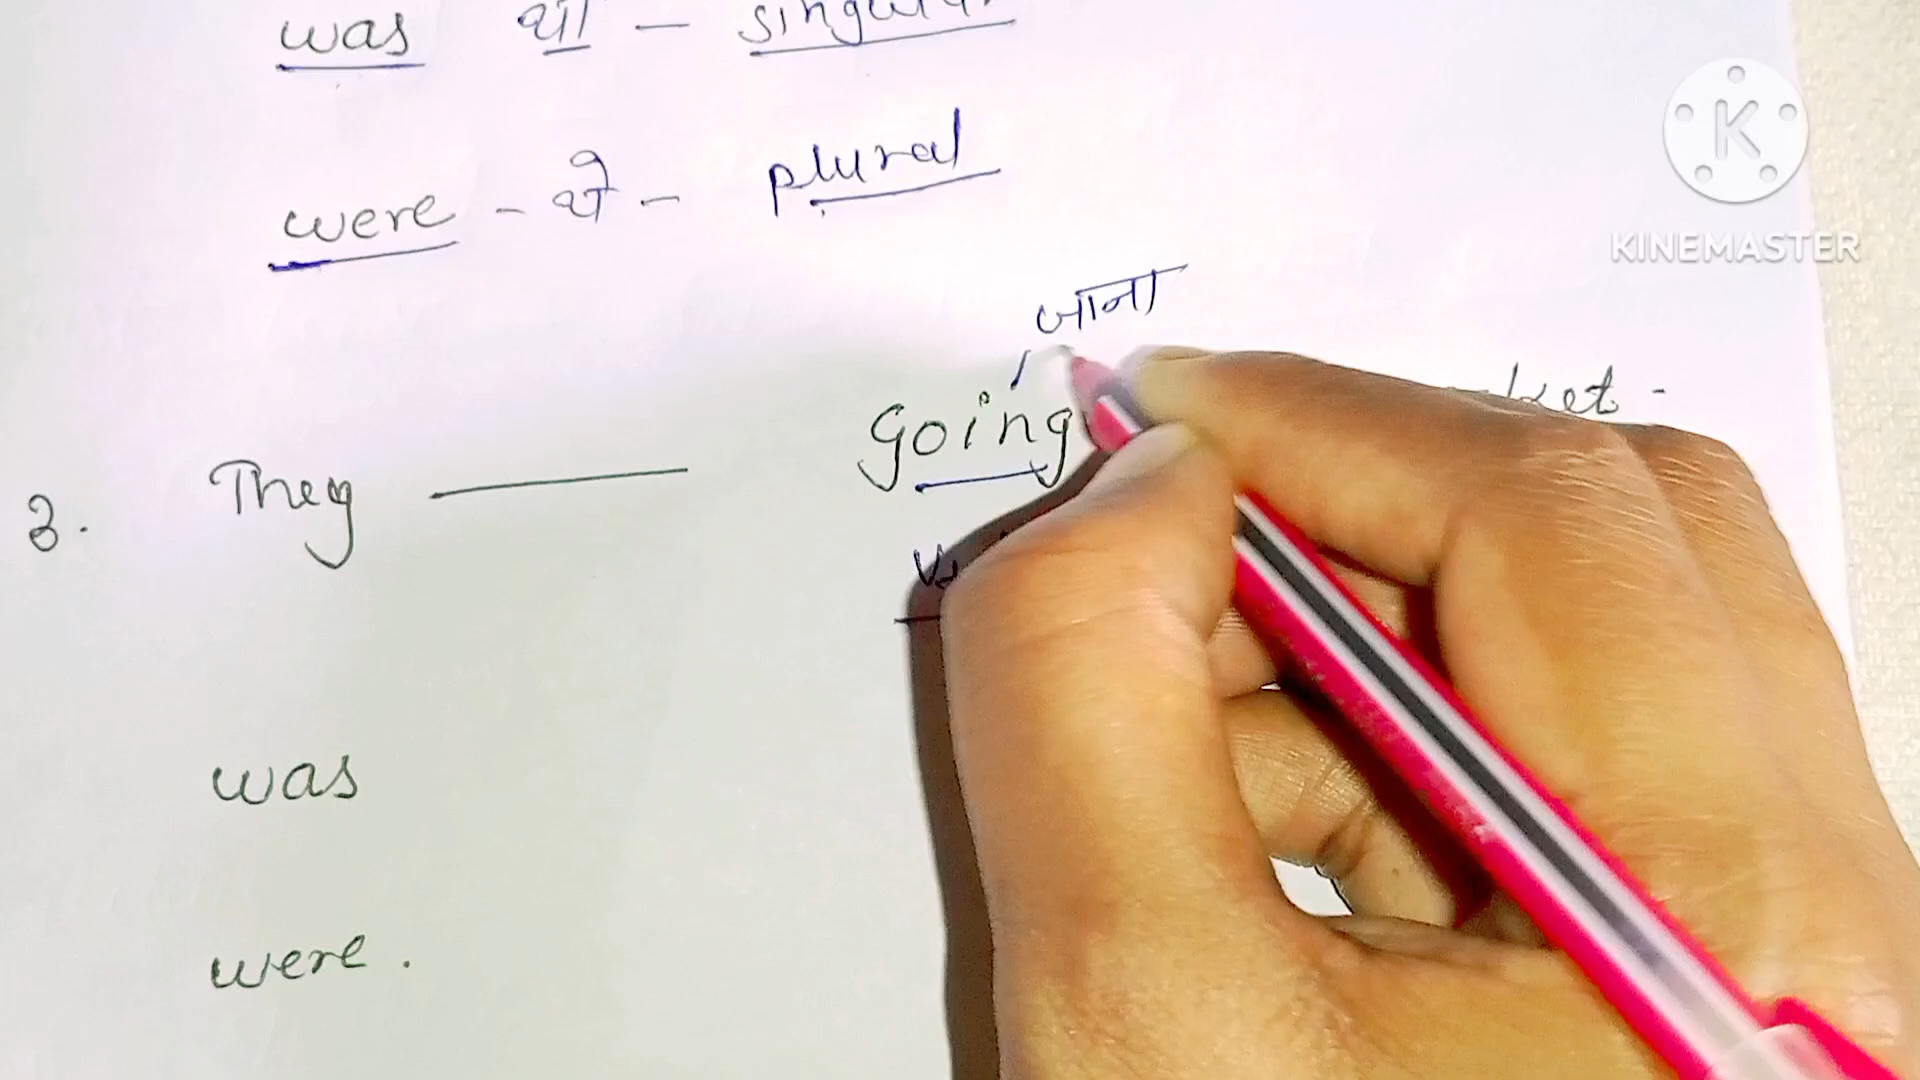 was था - singular
were - थे - plural
जाना
3. They ______ Going
was
were.
K
KINEMASTER